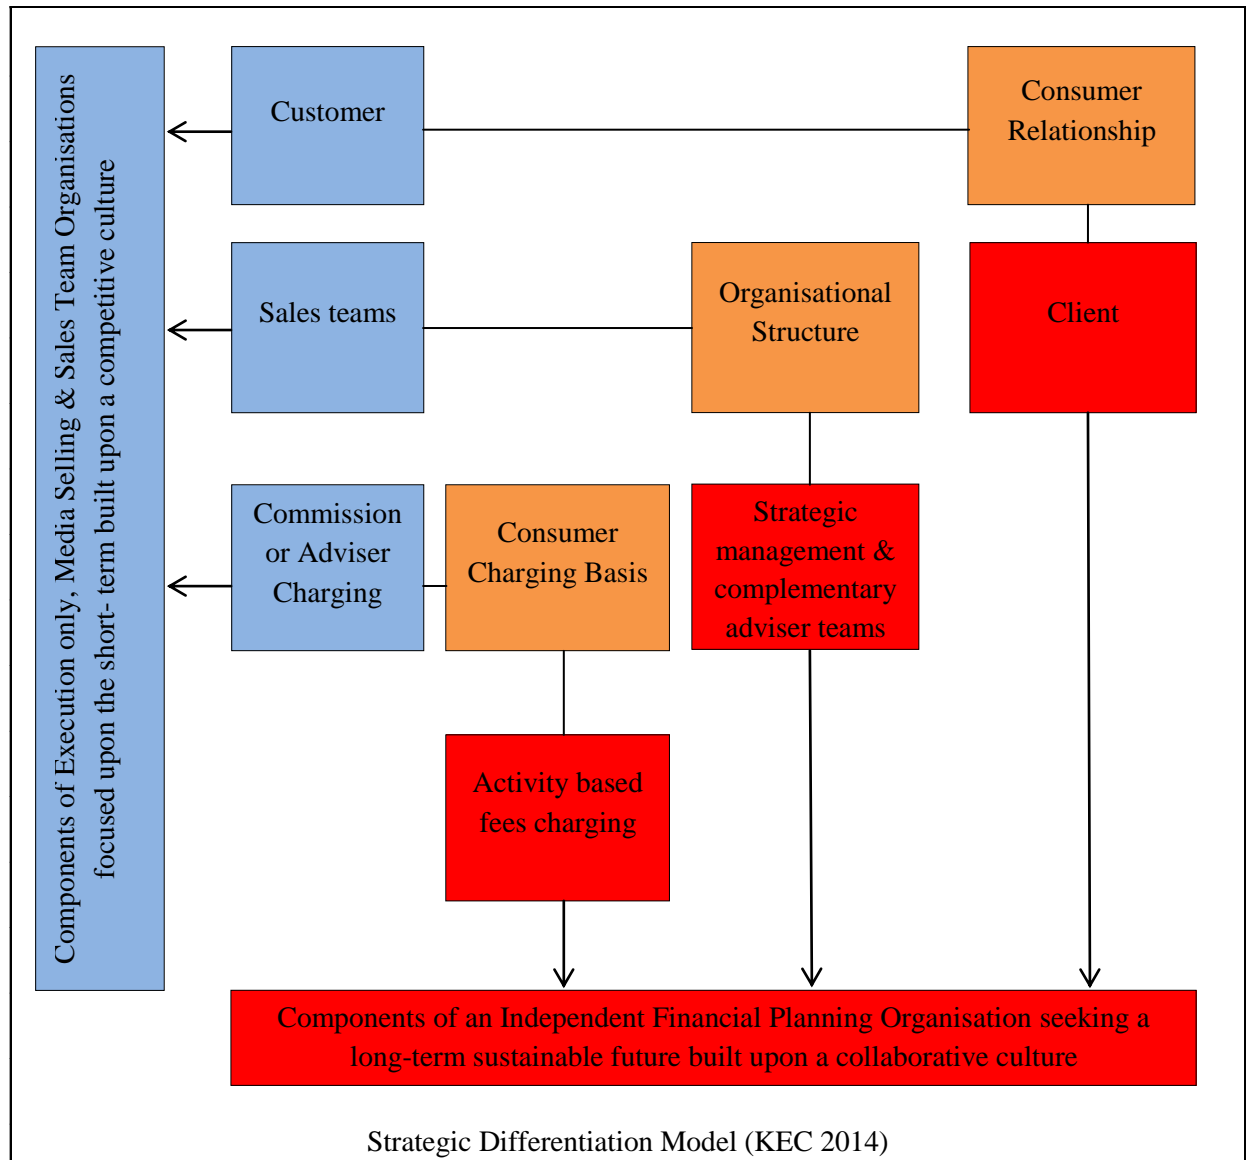 Components of Execution only, Media Selling & Sales Team Organisations
focused upon the short- term built upon a competitive culture
Customer
Consumer
Relationship
Sales teams
Organisational
Structure
Client
Commission
or Adviser
Charging
Consumer
Charging Basis
Strategic
management &
complementary
adviser teams
Activity based
fees charging
Components of an Independent Financial Planning Organisation seeking a
long-term sustainable future built upon a collaborative culture
Strategic Differentiation Model (KEC 2014)